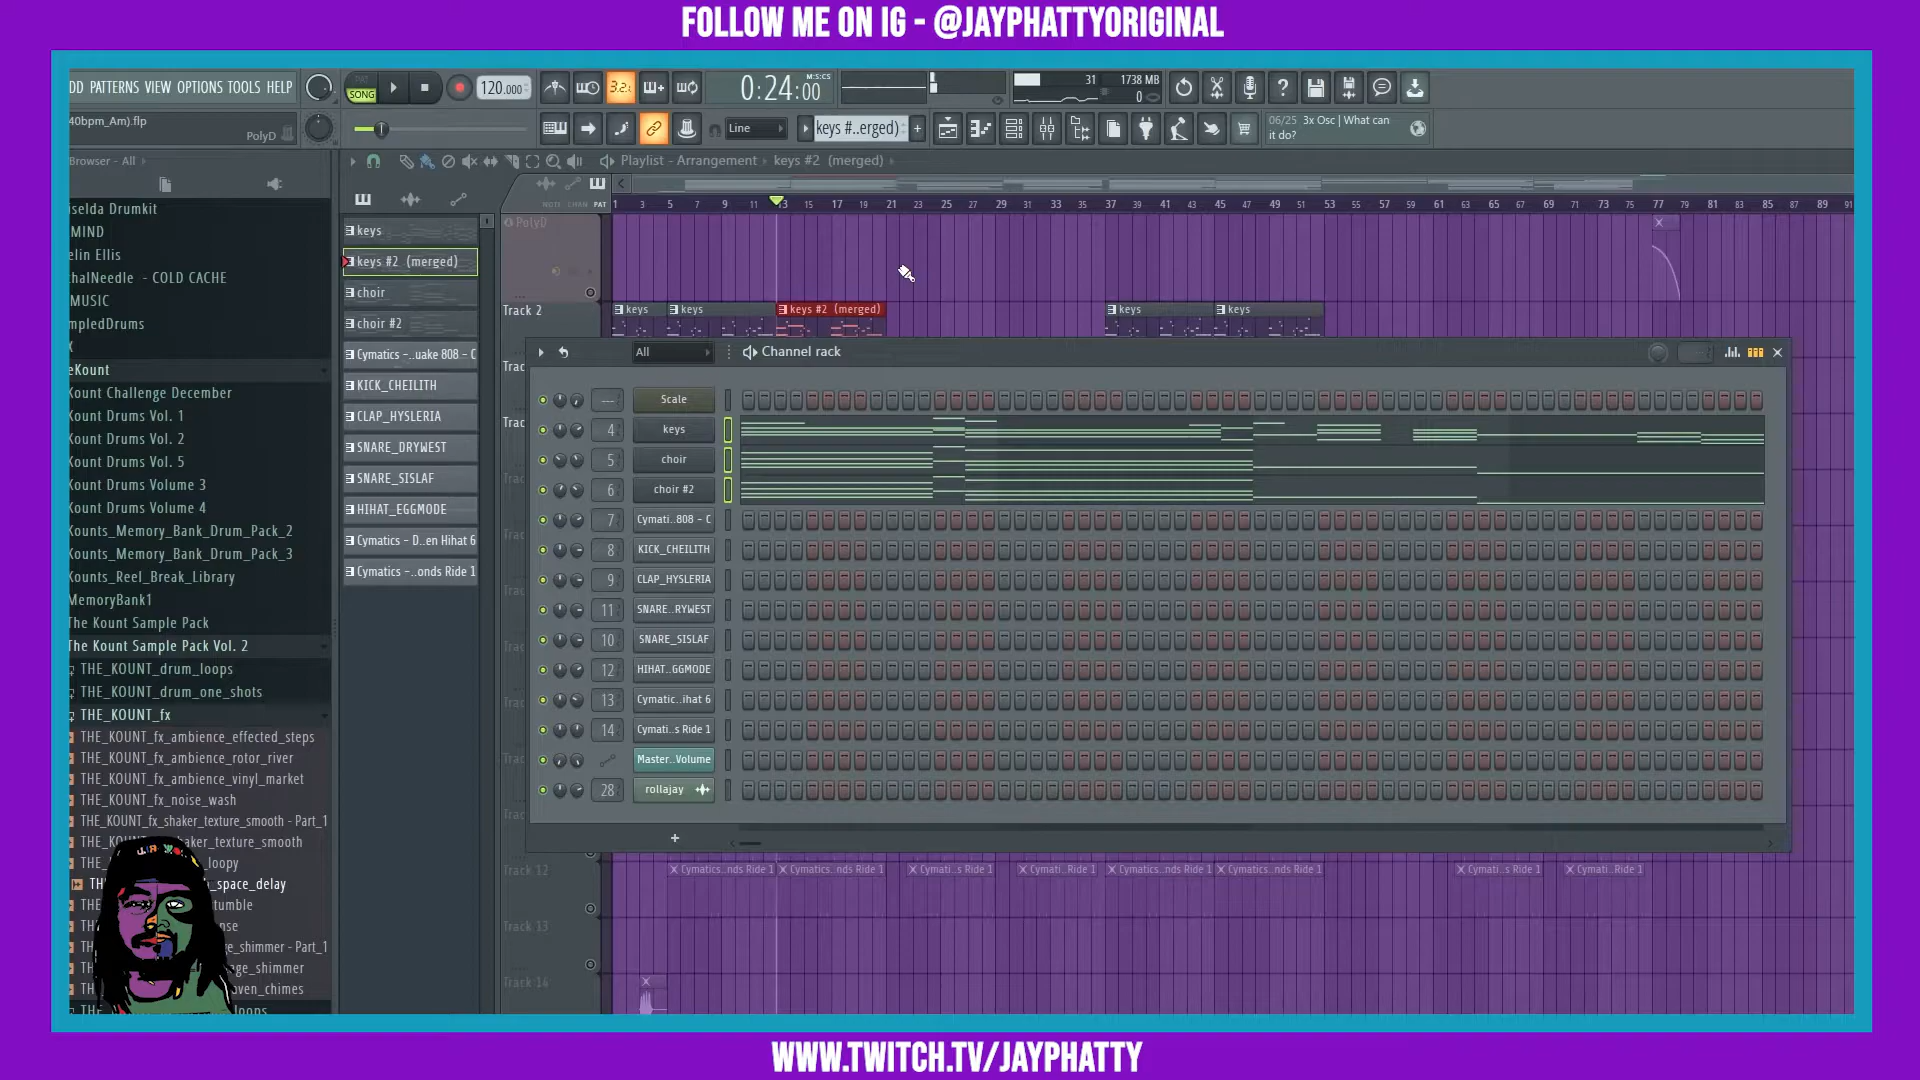 FOLLOW ME ON IG - @JAYPHATTYORIGINAL
DD PATTERNS VIEW OPTIONS TOOLS HELP
PAT
SONG
120.000
3.2.
0:24:00
M:S:CS
31
1738 MB
0
40bpm_Am).flp
PolyD
Line
keys #..erged)
06/25 3x Osc | What can
it do?
Browser - All
Playlist - Arrangement
keys #2 (merged)
NOTE CHAN PAT
1 3 5 7 9 11 13 15 17 19 21 23 25 27 29 31 33 35 37 39 41 43 45 47 49 51 53 55 57 59 61 63 65 67 69 71 73 75 77 79 81 83 85 87 89 91
selda Drumkit
MIND
elin Ellis
chalNeedle - COLD CACHE
MUSIC
mpledDrums
X
eKount
Kount Challenge December
Kount Drums Vol. 1
Kount Drums Vol. 2
Kount Drums Vol. 5
Kount Drums Volume 3
Kount Drums Volume 4
Kounts_Memory_Bank_Drum_Pack_2
Kounts_Memory_Bank_Drum_Pack_3
Kounts_Reel_Break_Library
MemoryBank1
The Kount Sample Pack
The Kount Sample Pack Vol. 2
THE_KOUNT_drum_loops
THE_KOUNT_drum_one_shots
THE_KOUNT_fx
THE_KOUNT_fx_ambience_effected_steps
THE_KOUNT_fx_ambience_rotor_river
THE_KOUNT_fx_ambience_vinyl_market
THE_KOUNT_fx_noise_wash
THE_KOUNT_fx_shaker_texture_smooth - Part_1
haker_texture_smooth
loopy
TH _space_delay
tumble
nse
ge_shimmer - Part_1
age_shimmer
ven_chimes
loops
keys
keys #2 (merged)
choir
choir #2
Cymatics -..uake 808 - C
KICK_CHEILITH
CLAP_HYSLERIA
SNARE_DRYWEST
SNARE_SISLAF
HIHAT_EGGMODE
Cymatics - D..en Hihat 6
Cymatics -..onds Ride 1
PolyD
Track 2
keys
keys
keys #2 (merged)
keys
keys
All
Channel rack
--- Scale
4 keys
5 choir
6 choir #2
7 Cymati..808 - C
8 KICK_CHEILITH
9 CLAP_HYSLERIA
11 SNARE..RYWEST
10 SNARE_SISLAF
12 HIHAT..GGMODE
13 Cymatic..ihat 6
14 Cymati..s Ride 1
Master..Volume
28 rollajay
Track 12
Cymatics..nds Ride 1
Cymatics..nds Ride 1
Cymati..s Ride 1
Cymati..Ride 1
Cymatics..nds Ride 1
Cymatics..nds Ride 1
Cymati..s Ride 1
Cymati..Ride 1
Track 13
Track 14
WWW.TWITCH.TV/JAYPHATTY